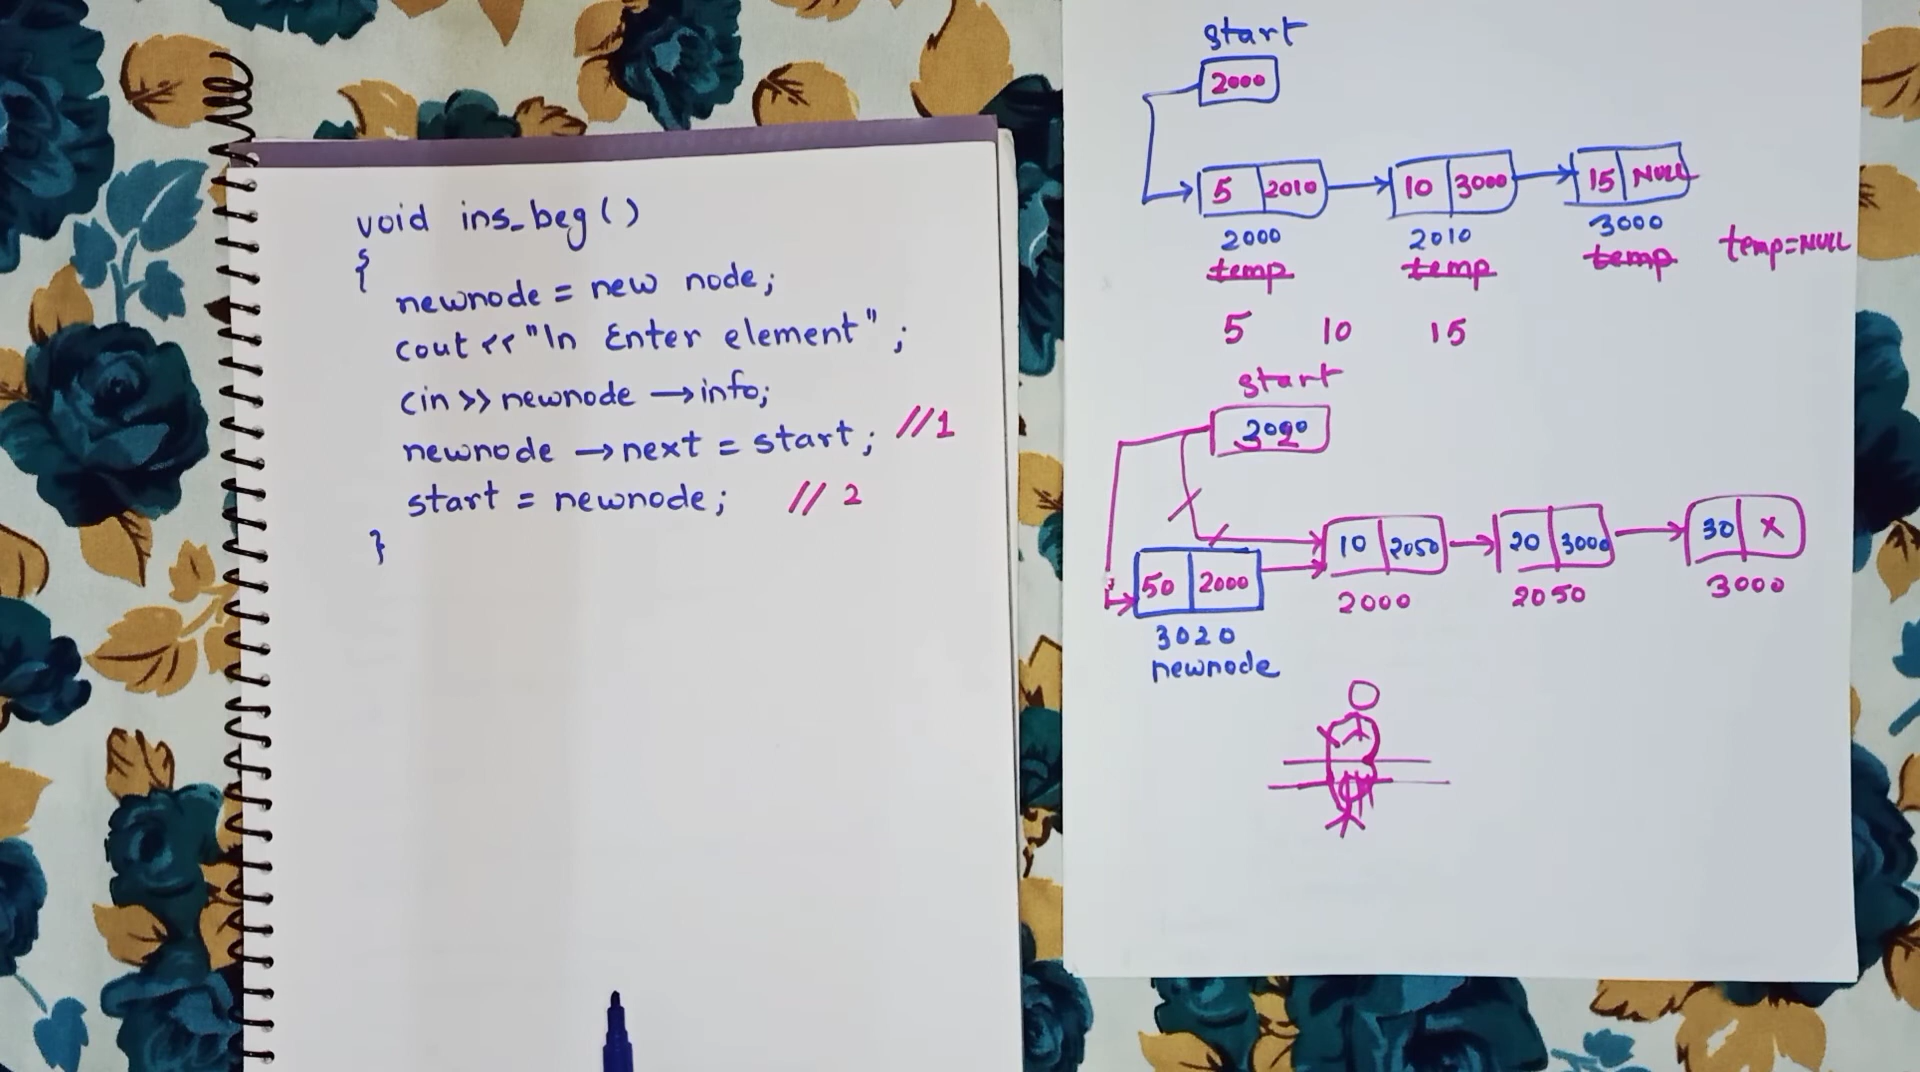 void ins_beg()
{
newnode = new node;
cout << "\n Enter element";
cin >> newnode → info;
newnode → next = start; //1
start = newnode; // 2
}
start
2000
5 2010 10 3000 15 NULL
2000 2010 3000
temp temp temp temp=NULL
5 10 15
start
50 2000 10 2050 20 3000 30 X
3020 2000 2050 3000
newnode